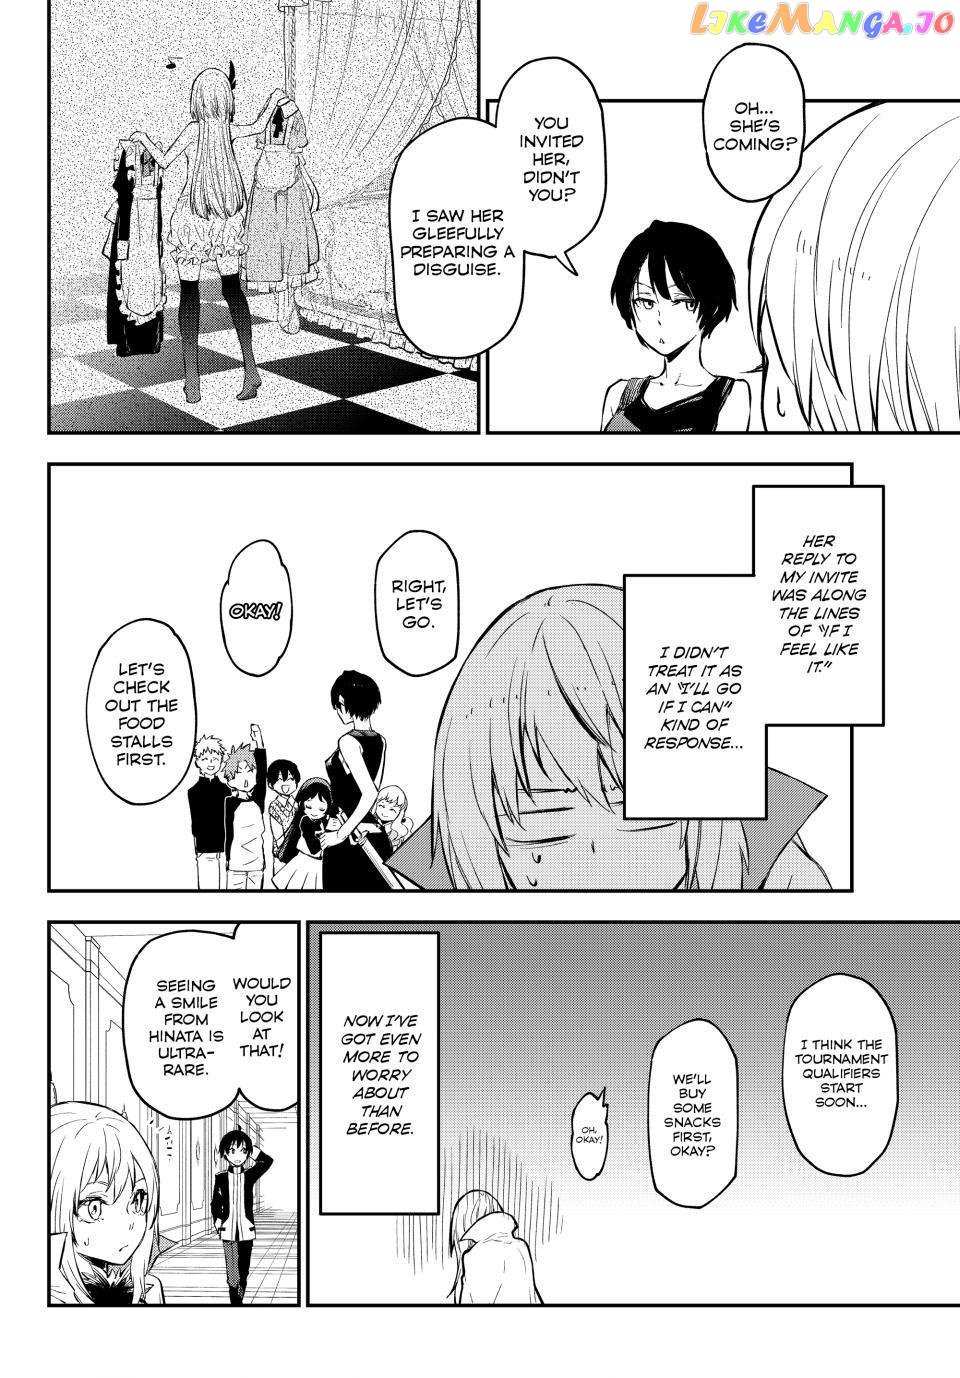 LIKEMANGA.IO
OH...
SHE'S
COMING?
YOU
INVITED
HER,
DIDN'T
YOU?
I SAW HER
GLEEFULLY
PREPARING A
DISGUISE.
HER
REPLY TO
MY INVITE
WAS ALONG
THE LINES
OF "IF I
FEEL LIKE
IT."
I DIDN'T
TREAT IT AS
AN "I'LL GO
IF I CAN"
KIND OF
RESPONSE...
RIGHT,
LET'S
GO.
OKAY!
LET'S
CHECK
OUT THE
FOOD
STALLS
FIRST.
I THINK THE
TOURNAMENT
QUALIFIERS
START
SOON...
WE'LL
BUY
SOME
SNACKS
FIRST,
OKAY?
OH,
OKAY!
NOW I'VE
GOT EVEN
MORE TO
WORRY
ABOUT
THAN
BEFORE.
WOULD
YOU
LOOK
AT
THAT!
SEEING
A SMILE
FROM
HINATA IS
ULTRA-
RARE.